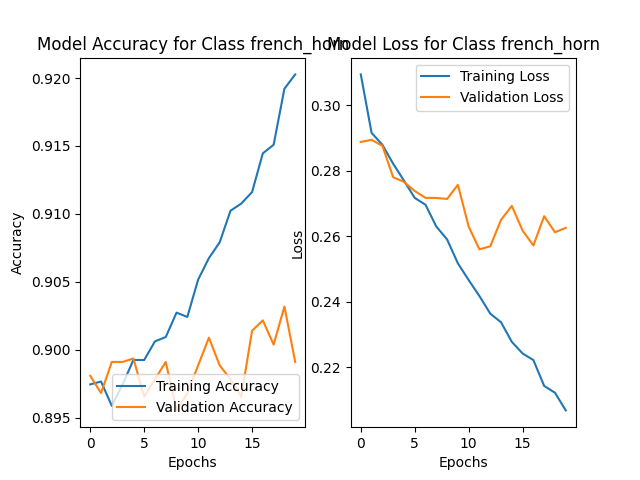 Model Accuracy for Class french_horn
Model Loss for Class french_horn
0.920
0.915
0.910
0.905
0.900
0.895
Accuracy
Training Accuracy
Validation Accuracy
0 5 10 15
Epochs
Training Loss
Validation Loss
0.30
0.28
0.26
0.24
0.22
Loss
0 5 10 15
Epochs